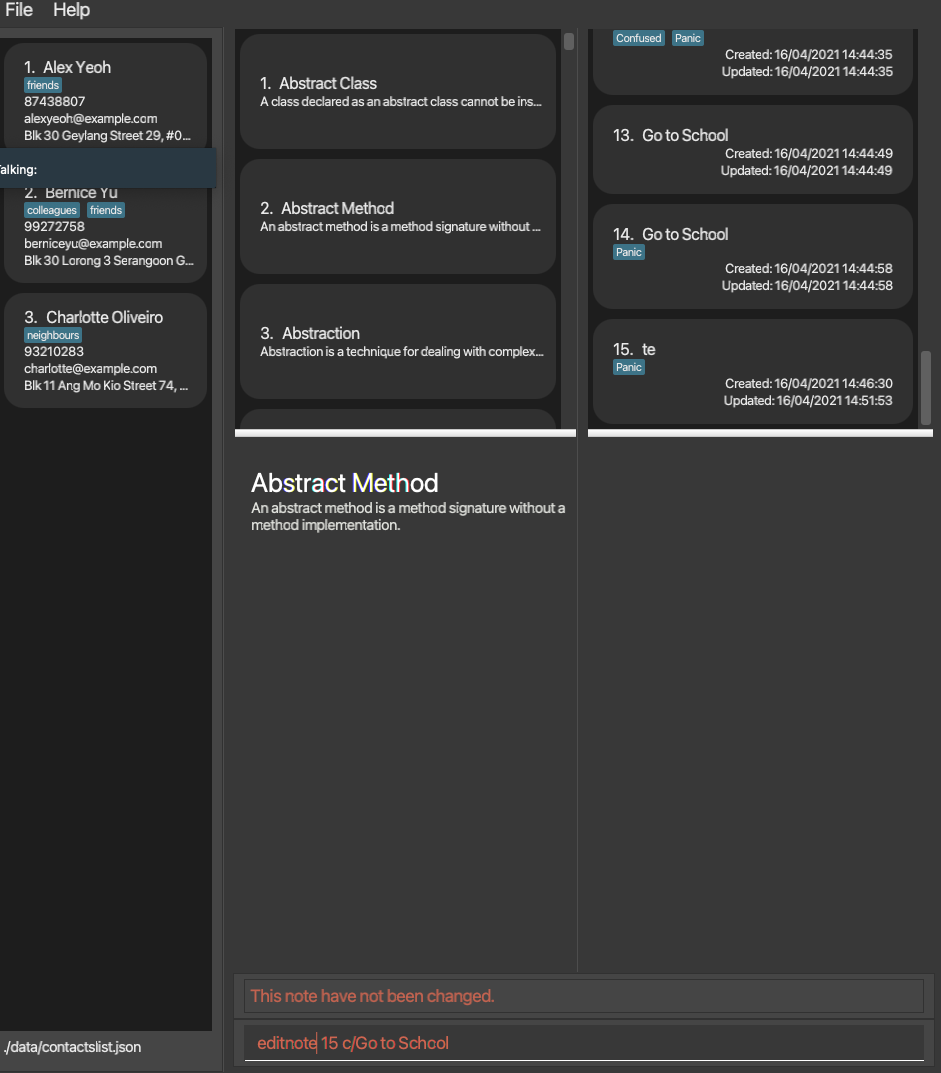 File Help
1. Alex Yeoh
friends
87438807
alexyeoh@example.com
Blk 30 Geylang Street 29, #0...
alking:
2. Bernice Yu
colleagues friends
99272758
berniceyu@example.com
Blk 30 Lorong 3 Serangoon G...
3. Charlotte Oliveiro
neighbours
93210283
charlotte@example.com
Blk 11 Ang Mo Kio Street 74, ...
./data/contactslist.json
1. Abstract Class
A class declared as an abstract class cannot be ins...
2. Abstract Method
An abstract method is a method signature without ...
3. Abstraction
Abstraction is a technique for dealing with complex...
Abstract Method
An abstract method is a method signature without a
method implementation.
Confused Panic
Created: 16/04/2021 14:44:35
Updated: 16/04/2021 14:44:35
13. Go to School
Created: 16/04/2021 14:44:49
Updated: 16/04/2021 14:44:49
14. Go to School
Panic
Created: 16/04/2021 14:44:58
Updated: 16/04/2021 14:44:58
15. te
Panic
Created: 16/04/2021 14:46:30
Updated: 16/04/2021 14:51:53
This note have not been changed.
editnote 15 c/Go to School